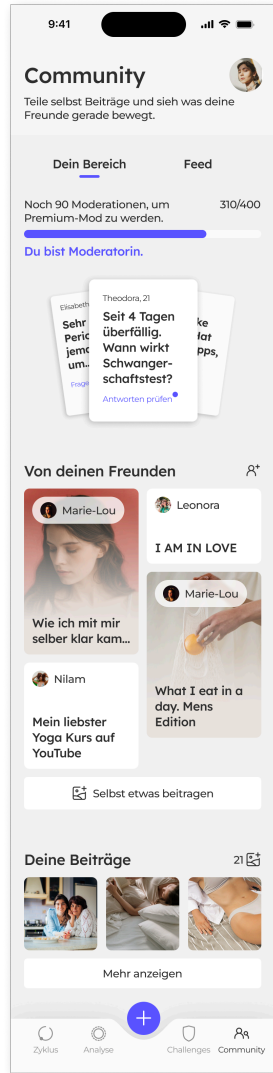 9:41
Community
Teile selbst Beiträge und sieh was deine
Freunde gerade bewegt.
Dein Bereich
Feed
Noch 90 Moderationen, um
Premium-Mod zu werden.
310/400
Du bist Moderatorin.
Elisabeth
Sehr
Perio
jema
um..
Frage
Theodora, 21
Seit 4 Tagen
überfällig.
Wann wirkt
Schwanger-
schaftstest?
Antworten prüfen
ke
Hat
pps,
Von deinen Freunden
Marie-Lou
Wie ich mit mir
selber klar kam...
Leonora
I AM IN LOVE
Marie-Lou
What I eat in a
day. Mens
Edition
Nilam
Mein liebster
Yoga Kurs auf
YouTube
Selbst etwas beitragen
Deine Beiträge
21
Mehr anzeigen
Zyklus
Analyse
Challenges
Community